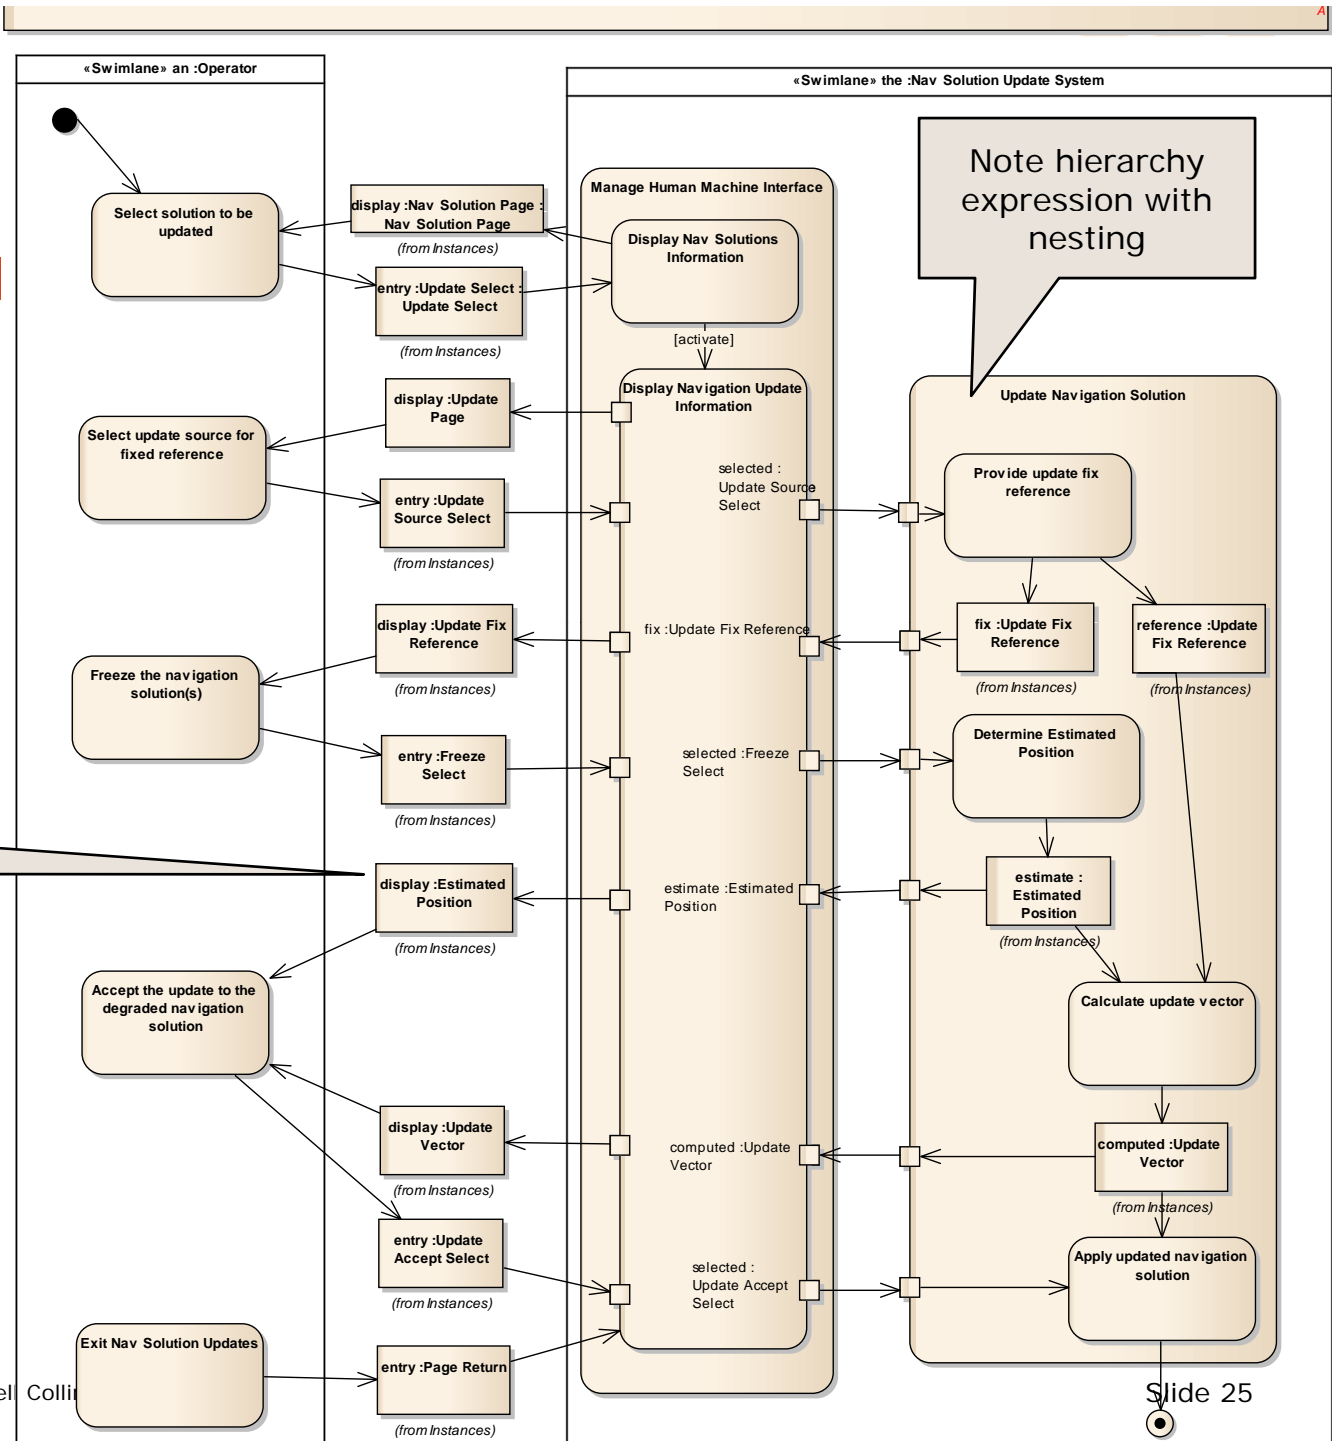 A
«Swimlane» an :Operator
«Swimlane» the :Nav Solution Update System
Note hierarchy
expression with
nesting
Select solution to be
updated
display :Nav Solution Page :
Nav Solution Page
(from Instances)
entry :Update Select :
Update Select
(from Instances)
Manage Human Machine Interface
Display Nav Solutions
Information
[activate]
Display Navigation Update
Information
Update Navigation Solution
display :Update
Page
Select update source for
fixed reference
entry :Update
Source Select
(from Instances)
selected :
Update Source
Select
Provide update fix
reference
display :Update Fix
Reference
(from Instances)
fix :Update Fix Reference
fix :Update Fix
Reference
(from Instances)
reference :Update
Fix Reference
(from Instances)
Freeze the navigation
solution(s)
entry :Freeze
Select
(from Instances)
selected :Freeze
Select
Determine Estimated
Position
display :Estimated
Position
(from Instances)
estimate :Estimated
Position
estimate :
Estimated
Position
(from Instances)
Accept the update to the
degraded navigation
solution
Calculate update vector
display :Update
Vector
(from Instances)
computed :Update
Vector
computed :Update
Vector
(from Instances)
entry :Update
Accept Select
(from Instances)
selected :
Update Accept
Select
Apply updated navigation
solution
Exit Nav Solution Updates
entry :Page Return
(from Instances)
Slide 25